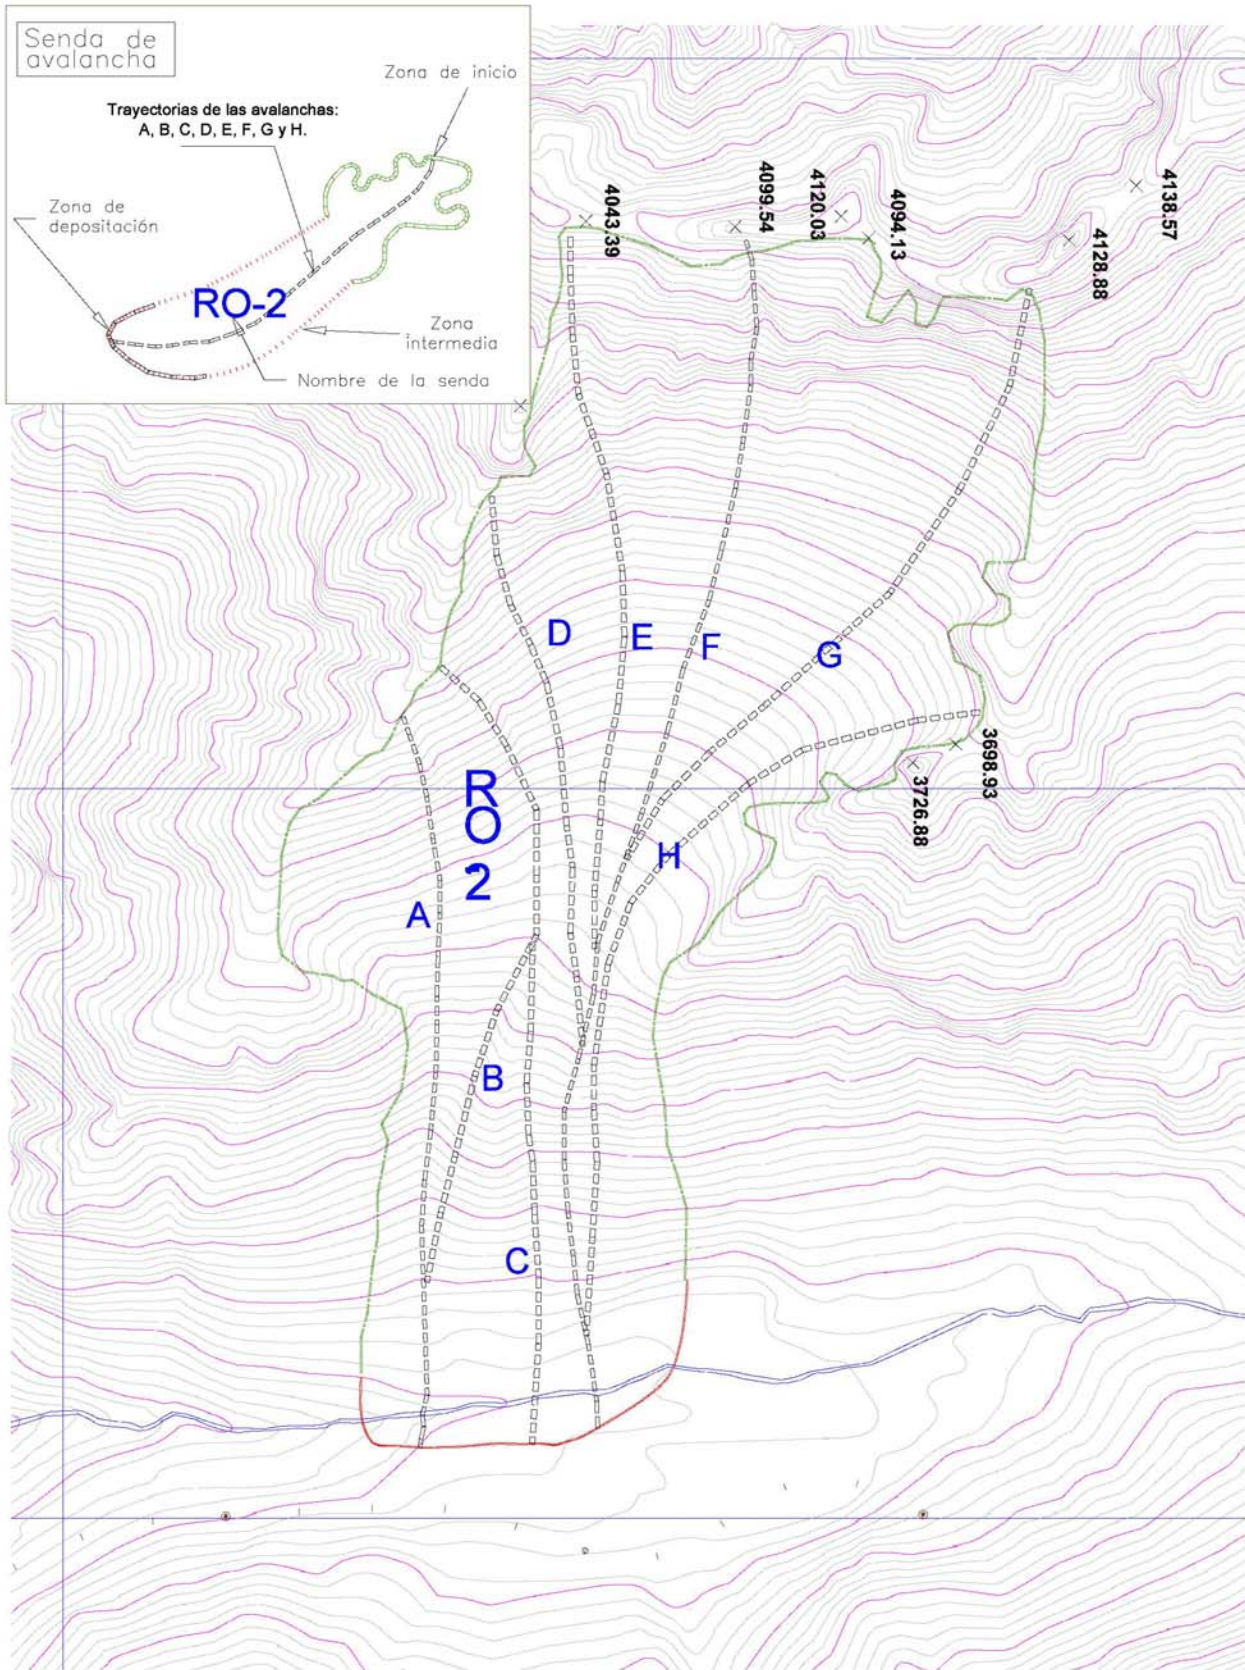 Senda de
avalancha
Zona de inicio
Trayectorias de las avalanchas:
A, B, C, D, E, F, G y H.
Zona de
depositación
RO-2
Zona
intermedia
Nombre de la senda
4043.39
4099.54
4120.03
4094.13
4128.88
4138.57
D
E
F
G
3698.93
3726.88
RO-2
H
A
B
C